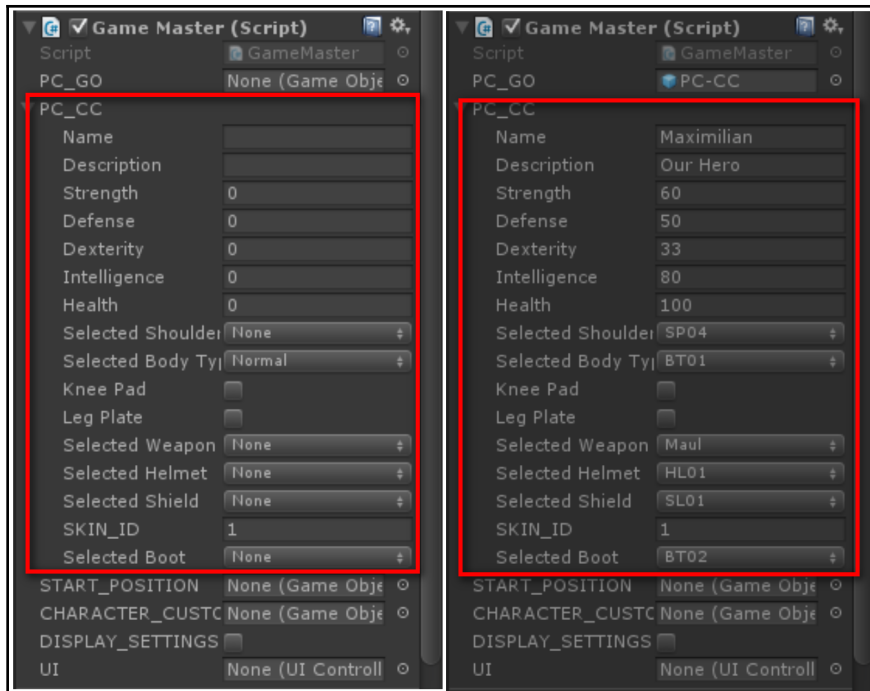 Game Master (Script)
Script GameMaster
PC_GO None (Game Obje
PC_CC
Name
Description
Strength 0
Defense 0
Dexterity 0
Intelligence 0
Health 0
Selected Shoulder None
Selected Body Ty Normal
Knee Pad
Leg Plate
Selected Weapon None
Selected Helmet None
Selected Shield None
SKIN_ID 1
Selected Boot None
START_POSITION None (Game Obje
CHARACTER_CUSTC None (Game Obje
DISPLAY_SETTINGS
UI None (UI Controll
Game Master (Script)
Script GameMaster
PC_GO PC-CC
PC_CC
Name Maximilian
Description Our Hero
Strength 60
Defense 50
Dexterity 33
Intelligence 80
Health 100
Selected Shoulder SP04
Selected Body Ty BT01
Knee Pad
Leg Plate
Selected Weapon Maul
Selected Helmet HL01
Selected Shield SL01
SKIN_ID 1
Selected Boot BT02
START_POSITION None (Game Obje
CHARACTER_CUSTC None (Game Obje
DISPLAY_SETTINGS
UI None (UI Controll